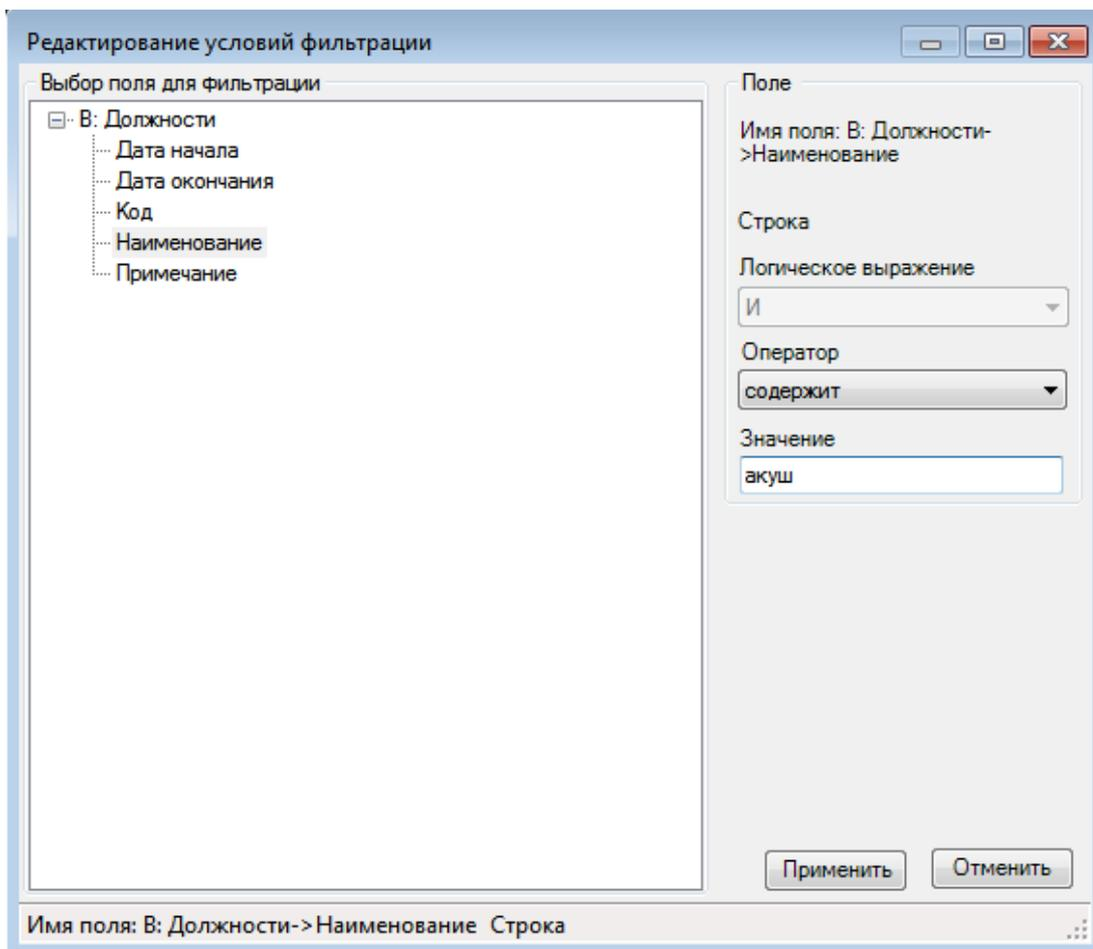 Редактирование условий фильтрации
Выбор поля для фильтрации
В: Должности
Дата начала
Дата окончания
Код
Наименование
Примечание
Поле
Имя поля: В: Должности-
>Наименование
Строка
Логическое выражение
И
Оператор
содержит
Значение
акуш
Применить
Отменить
Имя поля: В: Должности->Наименование Строка